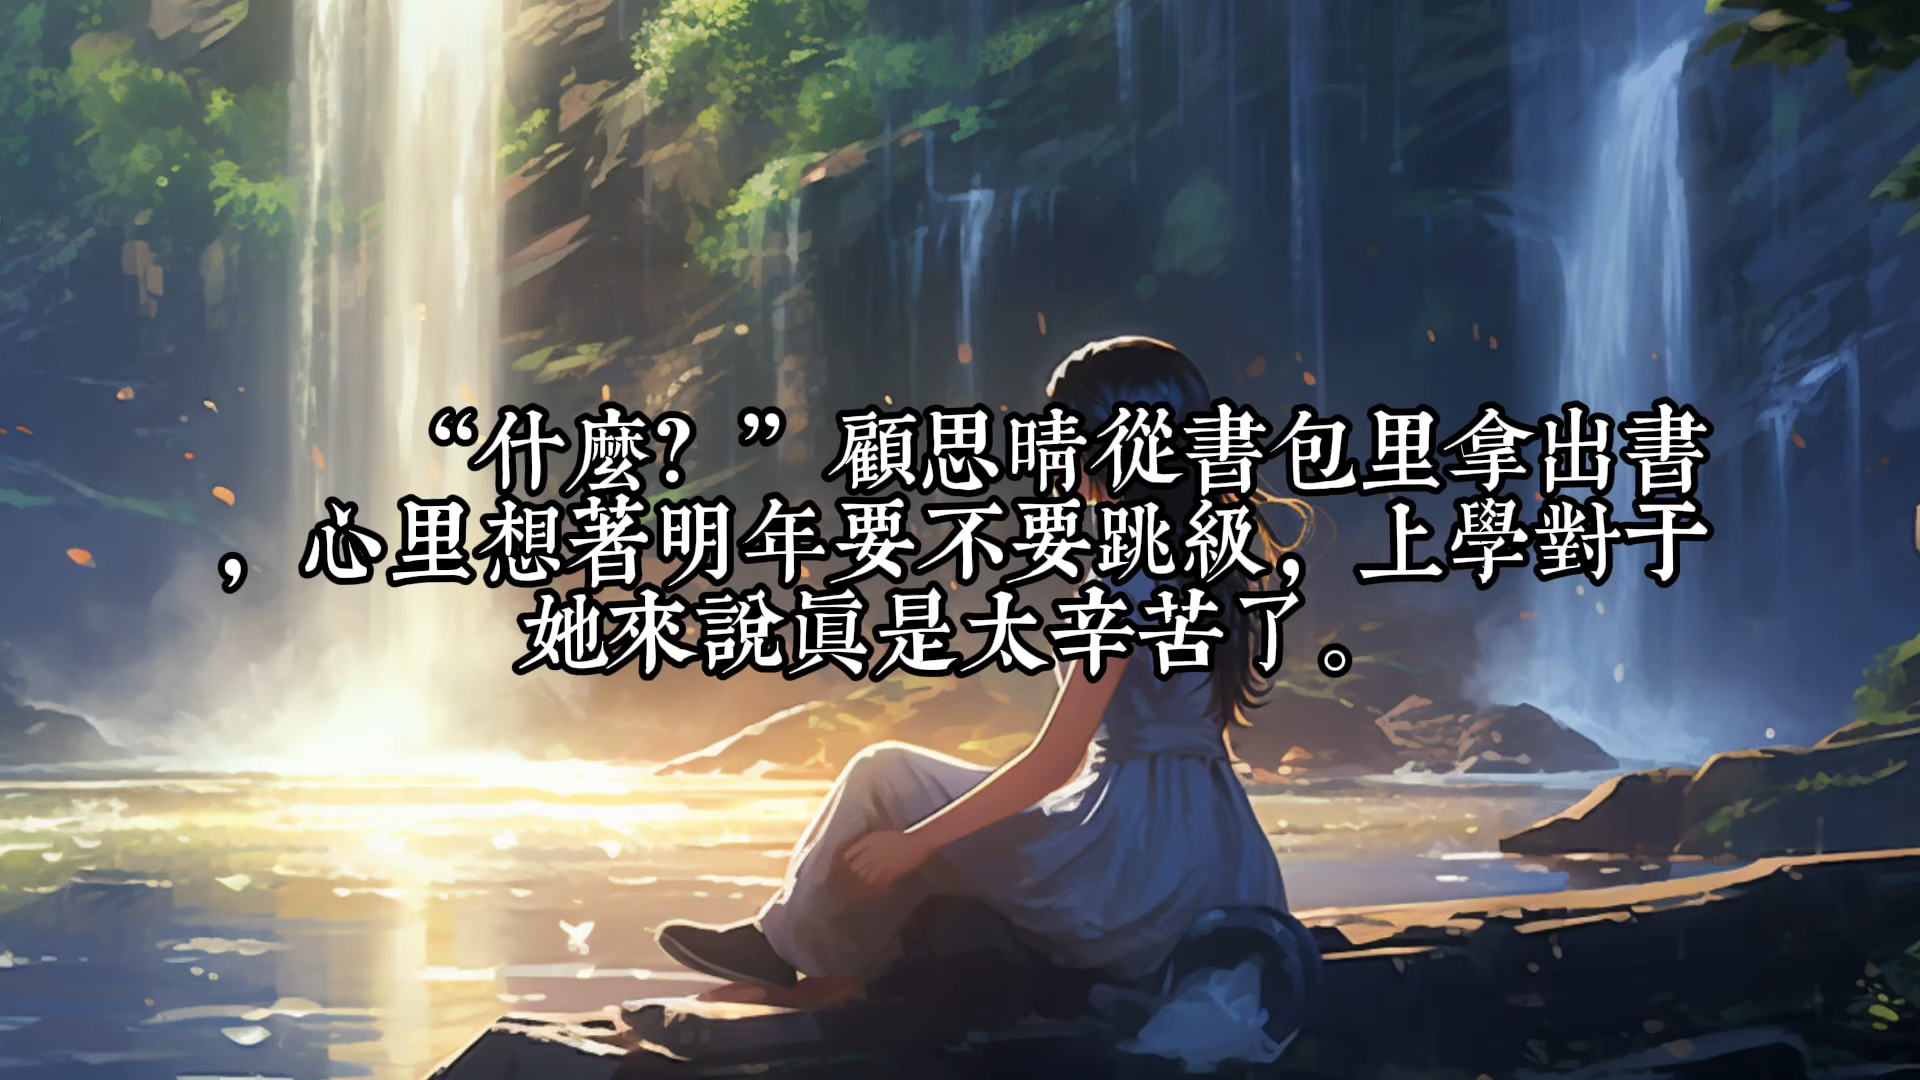 “什麼？”顧思晴從書包里拿出書
，心里想著明年要不要跳級，上學對于
她來說眞是太辛苦了。